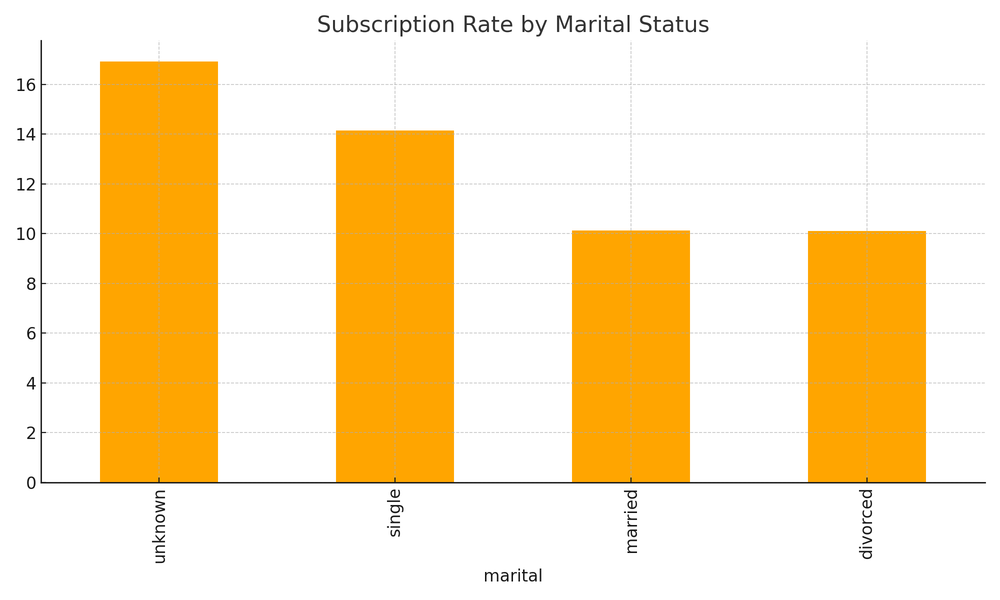 Subscription Rate by Marital Status
16
14
12
10
8
6
4
2
0
unknown
single
married
divorced
marital